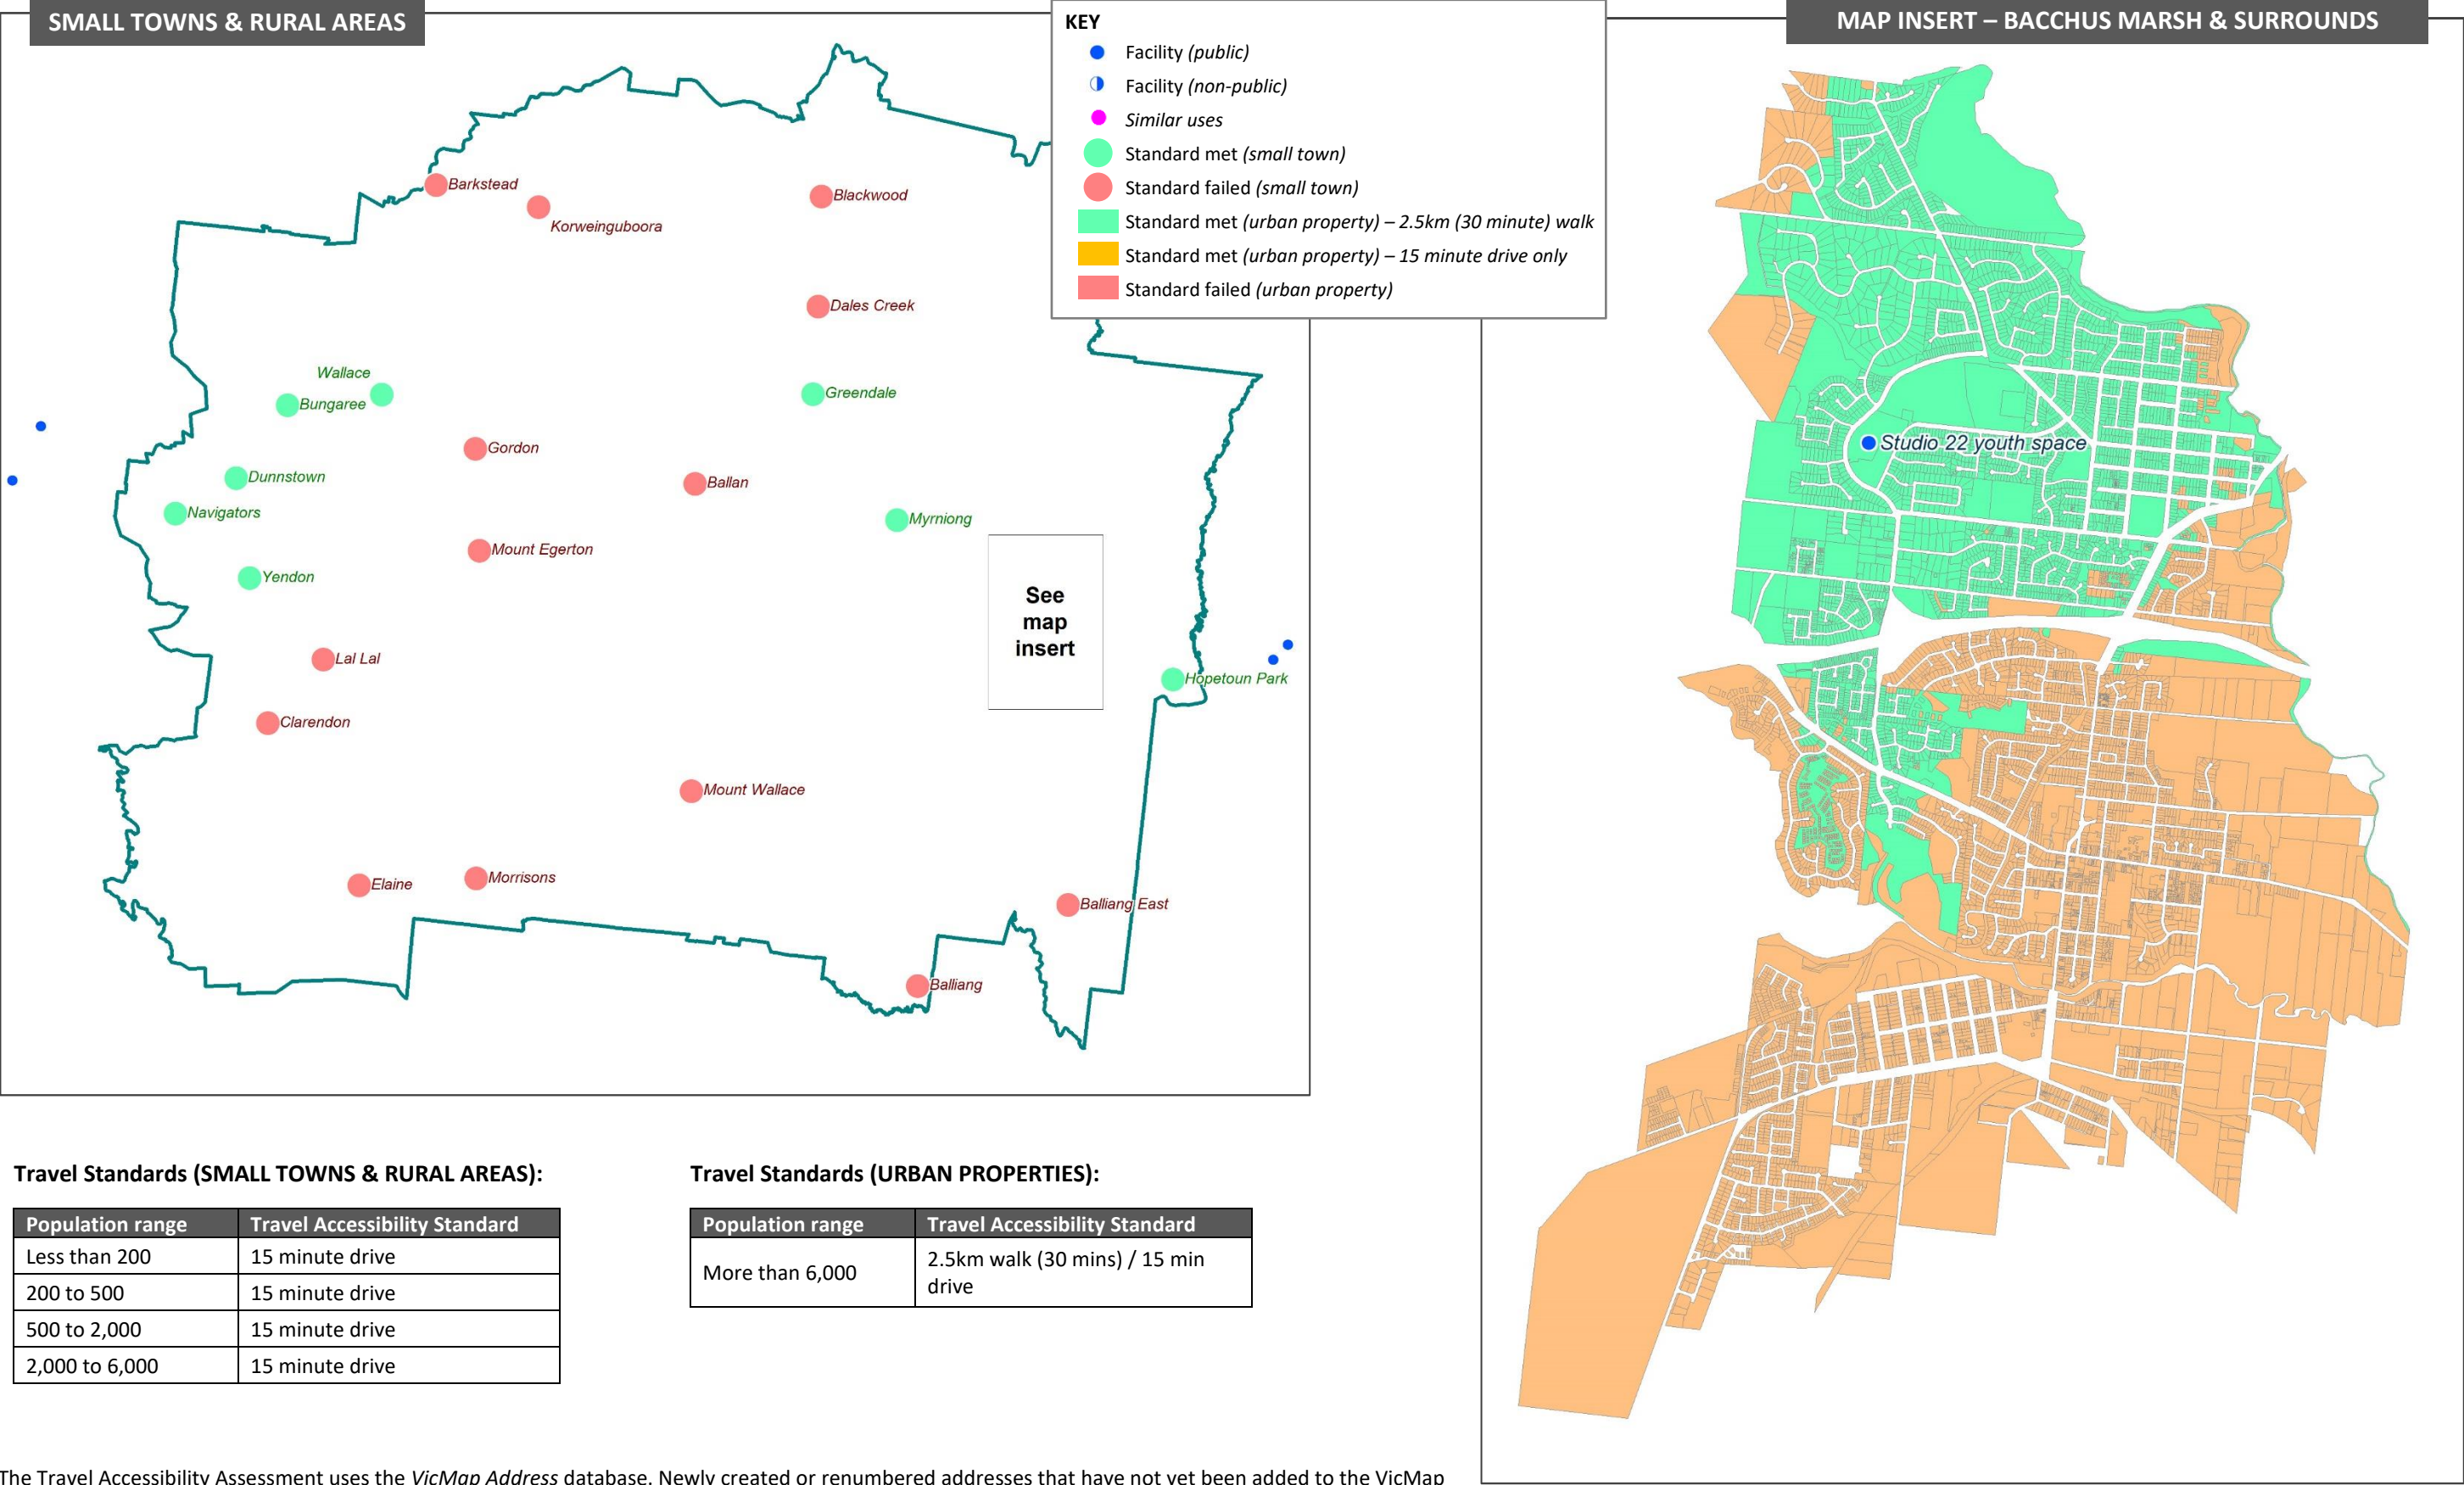 SMALL TOWNS & RURAL AREAS
KEY
Facility (public)
Facility (non-public)
Similar uses
Standard met (small town)
Standard failed (small town)
Standard met (urban property) – 2.5km (30 minute) walk
Standard met (urban property) – 15 minute drive only
Standard failed (urban property)
MAP INSERT – BACCHUS MARSH & SURROUNDS
Barkstead
Korweinguboora
Blackwood
Dales Creek
Wallace
Bungaree
Greendale
Gordon
Dunnstown
Ballan
Navigators
Myrniong
Mount Egerton
Yendon
See
map
insert
Lal Lal
Hopetoun Park
Clarendon
Mount Wallace
Elaine
Morrisons
Balliang East
Balliang
Studio 22 youth space
Travel Standards (SMALL TOWNS & RURAL AREAS):
Population range Travel Accessibility Standard
Less than 200 15 minute drive
200 to 500 15 minute drive
500 to 2,000 15 minute drive
2,000 to 6,000 15 minute drive
Travel Standards (URBAN PROPERTIES):
Population range Travel Accessibility Standard
More than 6,000 2.5km walk (30 mins) / 15 min
drive
The Travel Accessibility Assessment uses the VicMap Address database. Newly created or renumbered addresses that have not yet been added to the VicMap